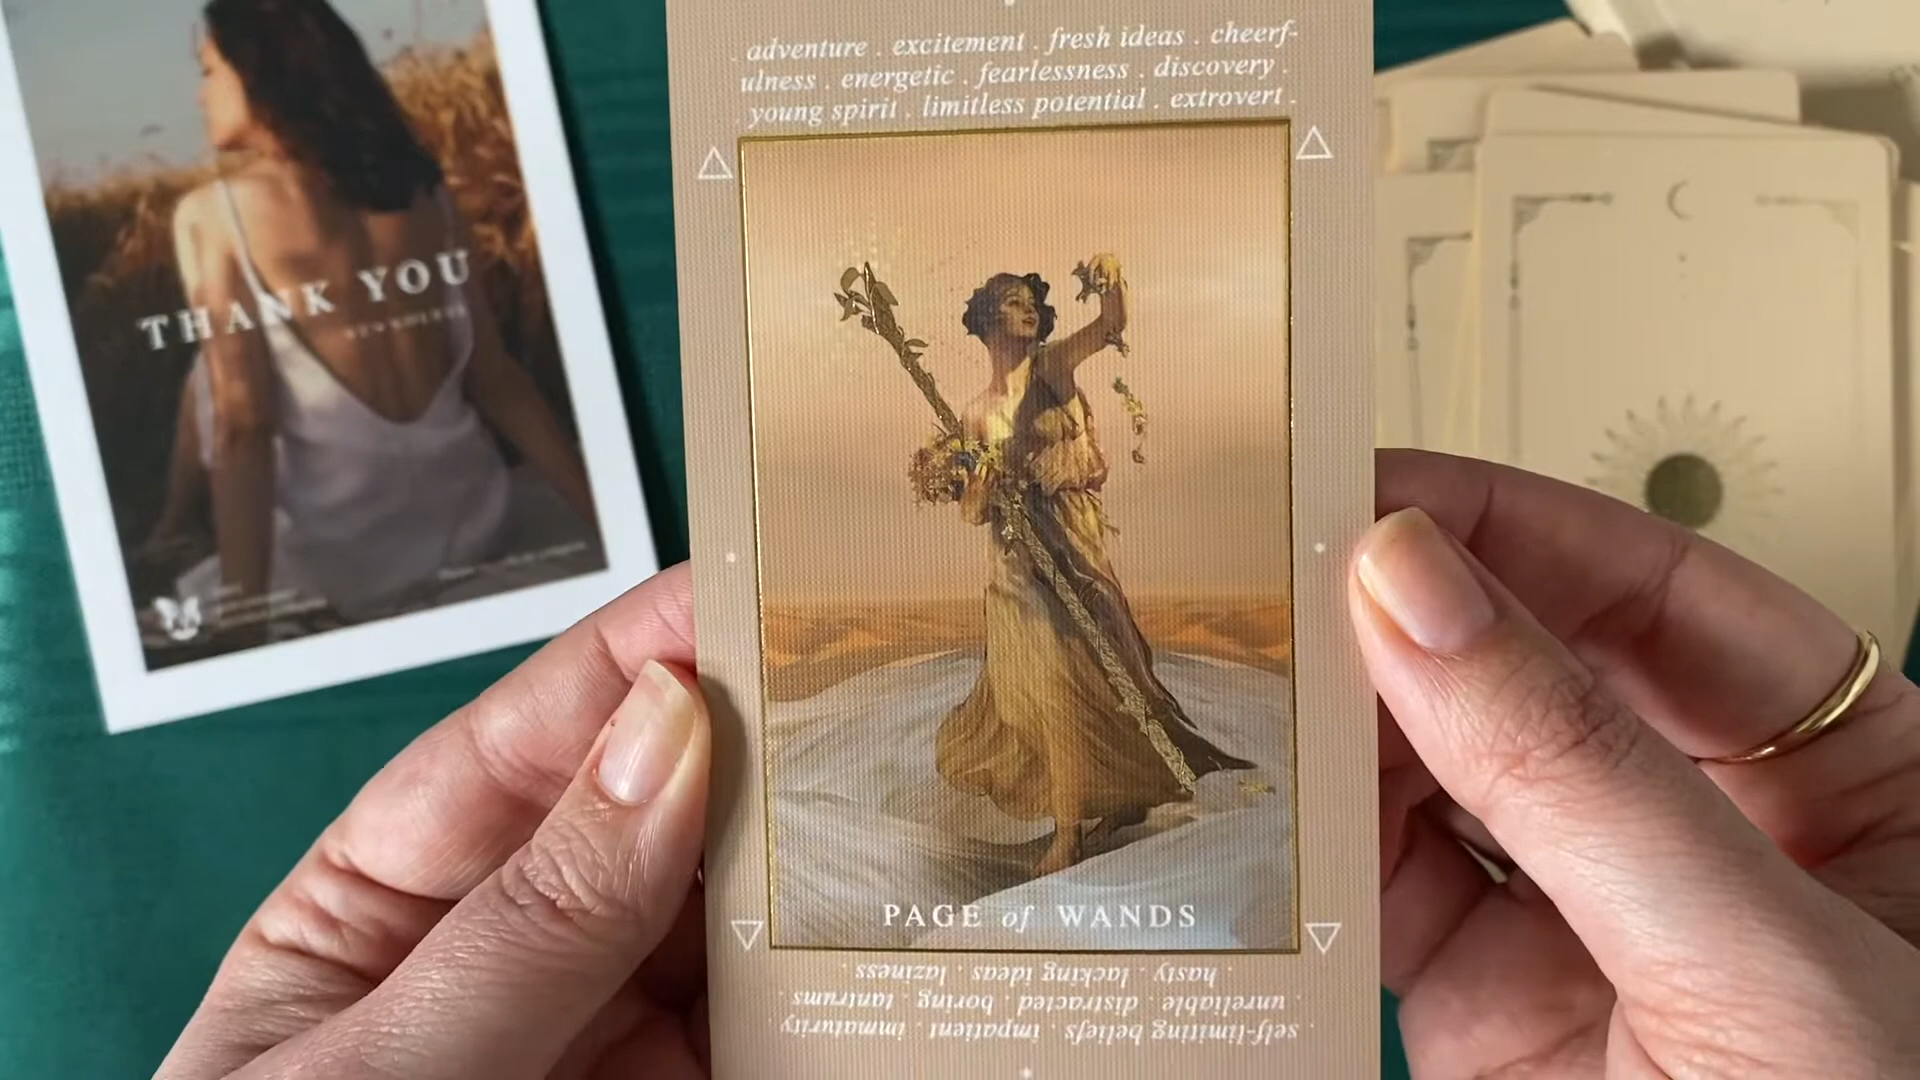 THANK YOU
. adventure . excitement . fresh ideas . cheerf-
ulness . energetic . fearlessness . discovery .
. young spirit . limitless potential . extrovert .
PAGE of WANDS
. self-limiting beliefs . impatient . immaturity .
. unreliable . distracted . boring . tantrums .
. hasty . lacking ideas . laziness .